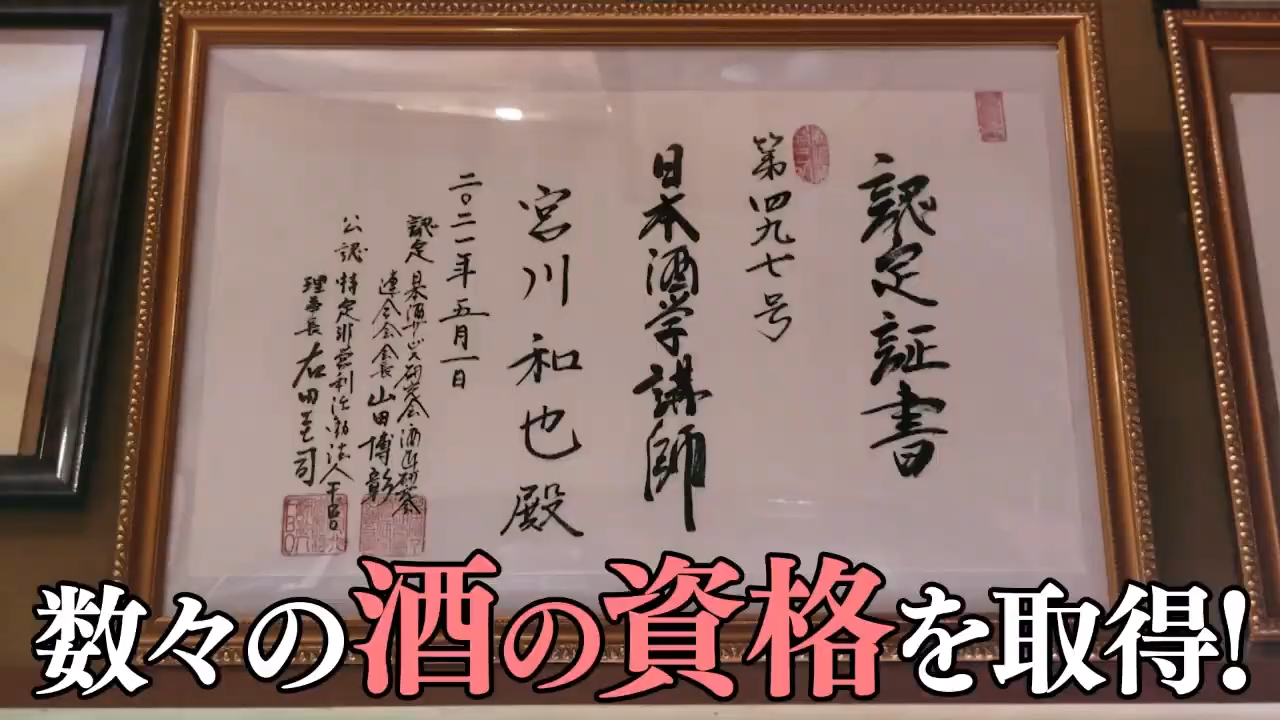 認定証書
第四九七号
日本酒学講師
宮川和也殿
二〇二一年五月一日
認定 日本酒サービス研究会酒匠研究会
連合会会長 山田博彰
公認 特定非営利活動法人
理事長 右田圭司
数々の酒の資格を取得!